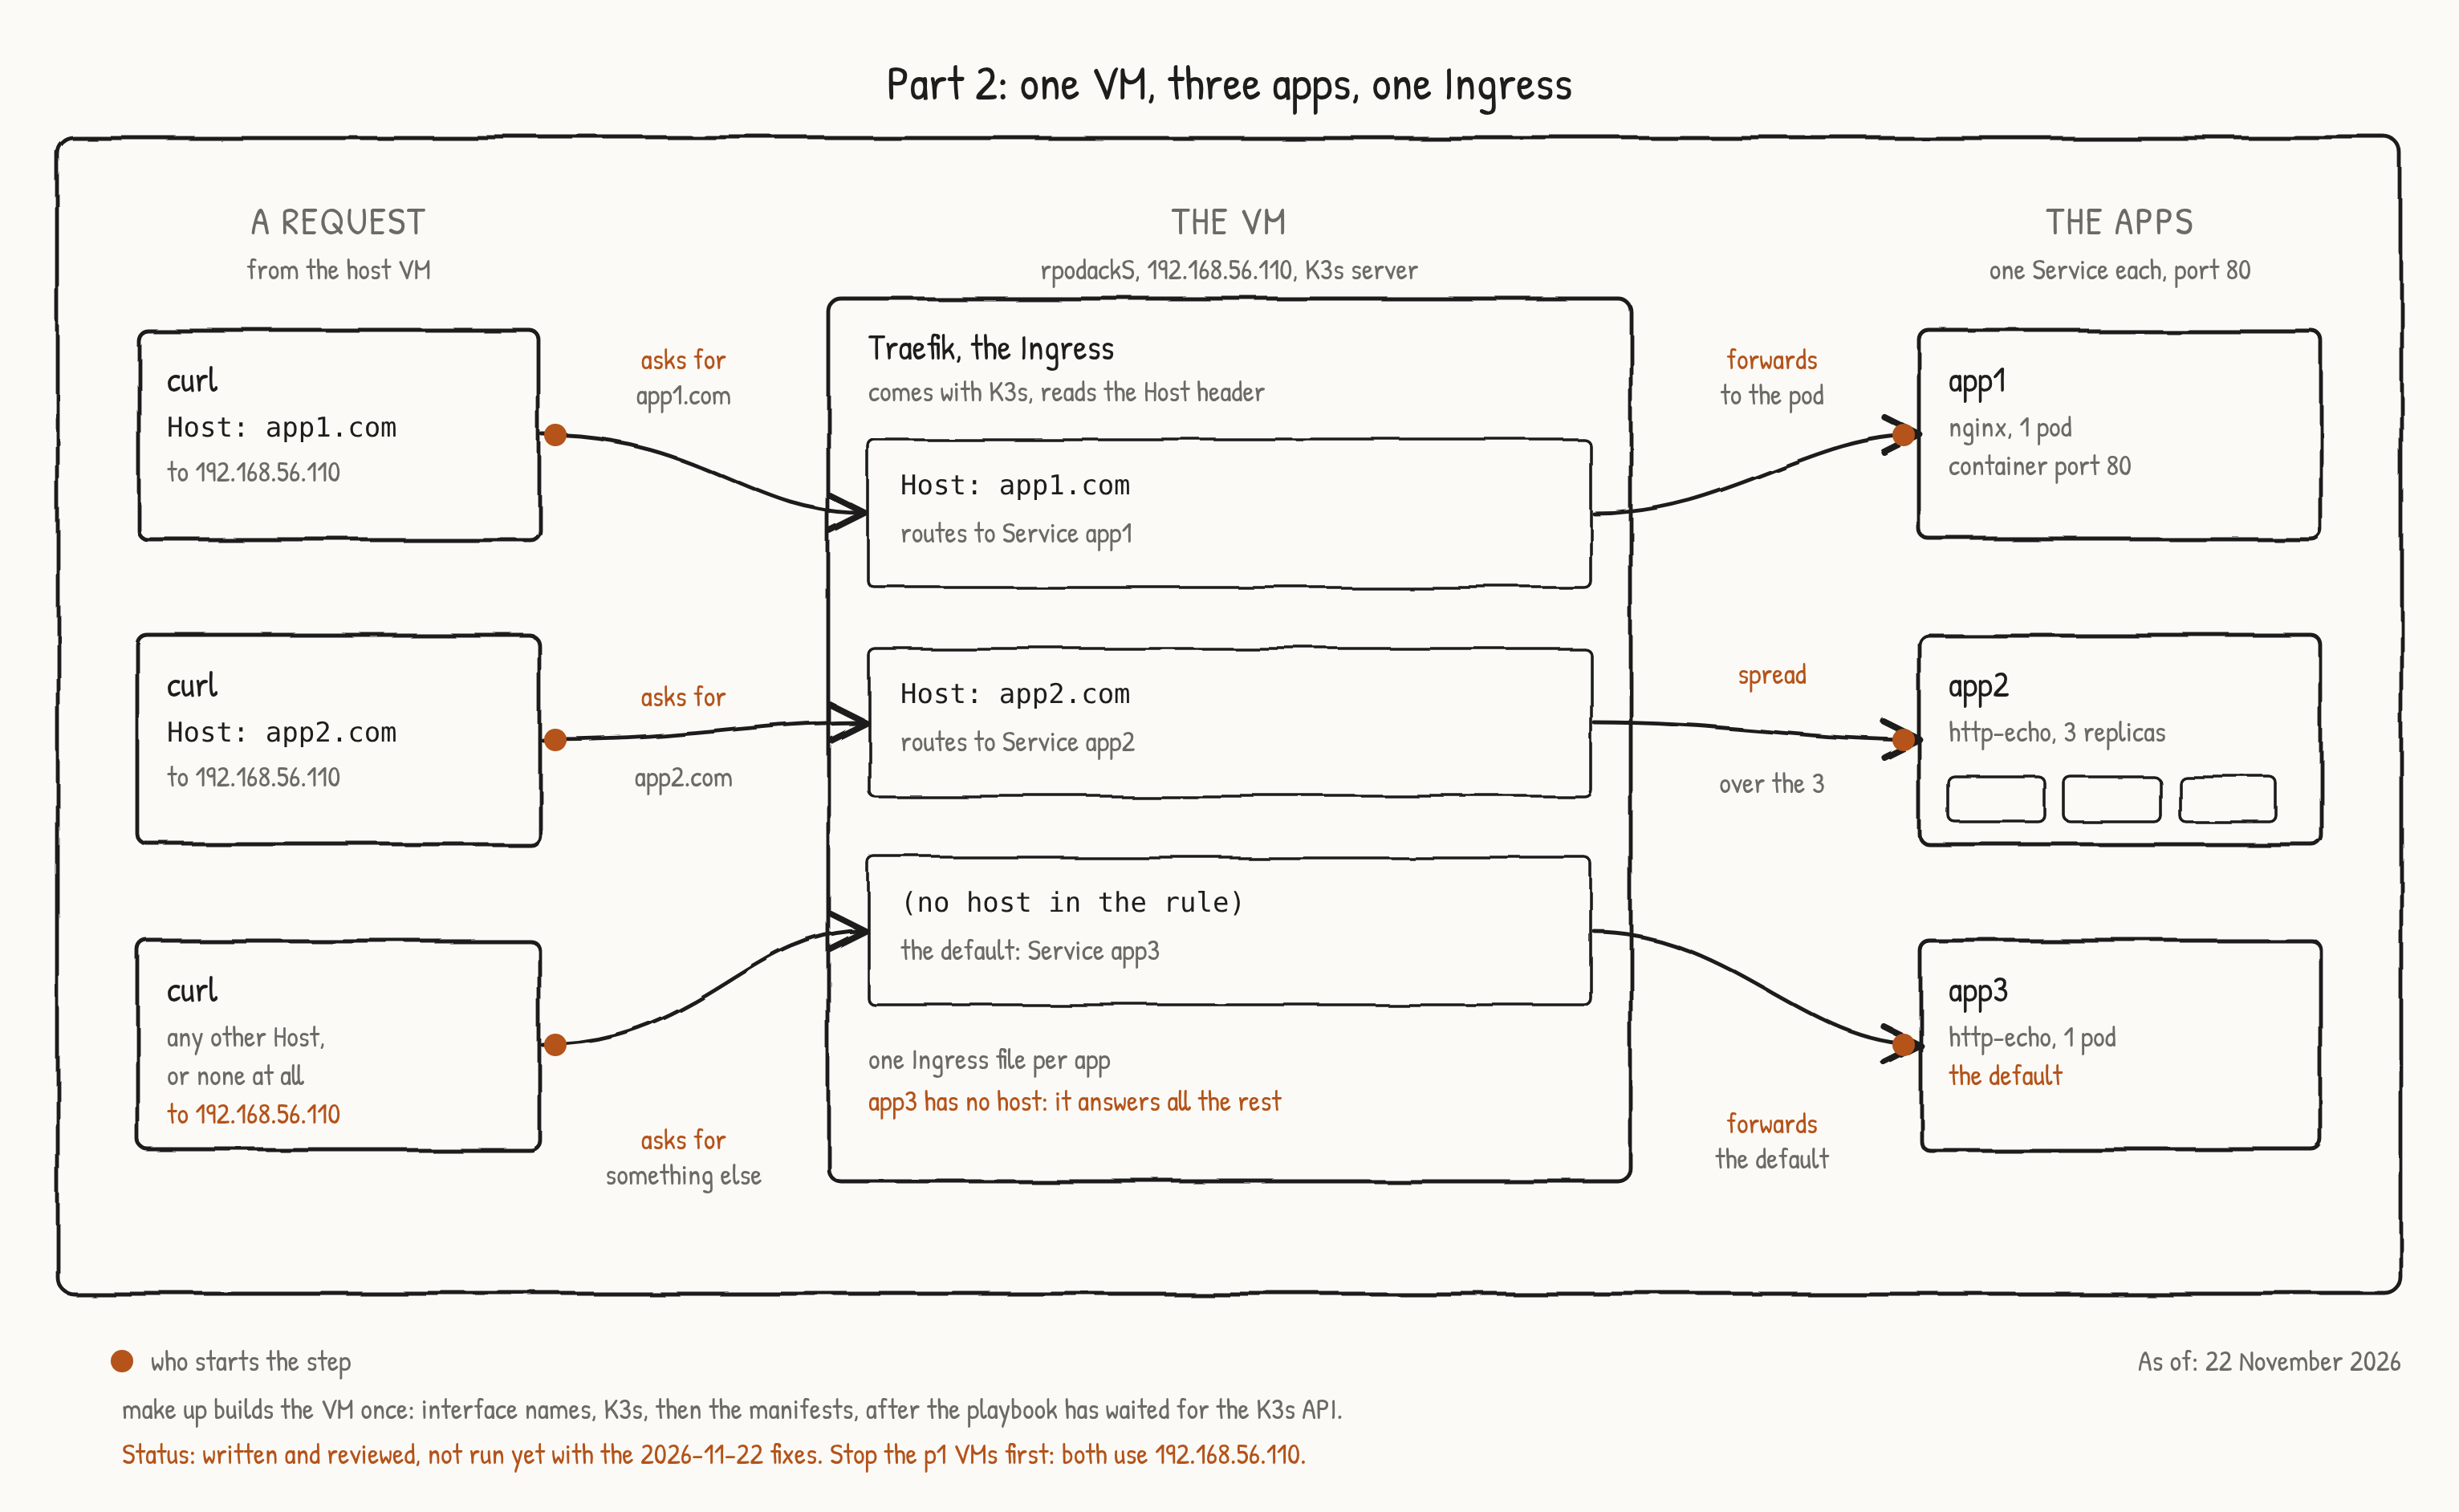 Part 2: one VM, three apps, one Ingress
A REQUEST
from the host VM
curl
Host: app1.com
to 192.168.56.110
asks for
app1.com
curl
Host: app2.com
to 192.168.56.110
asks for
app2.com
curl
any other Host,
or none at all
to 192.168.56.110
asks for
something else
THE VM
rpodackS, 192.168.56.110, K3s server
Traefik, the Ingress
comes with K3s, reads the Host header
Host: app1.com
routes to Service app1
Host: app2.com
routes to Service app2
(no host in the rule)
the default: Service app3
one Ingress file per app
app3 has no host: it answers all the rest
forwards
to the pod
spread
over the 3
forwards
the default
THE APPS
one Service each, port 80
app1
nginx, 1 pod
container port 80
app2
http-echo, 3 replicas
app3
http-echo, 1 pod
the default
who starts the step
As of: 22 November 2026
make up builds the VM once: interface names, K3s, then the manifests, after the playbook has waited for the K3s API.
Status: written and reviewed, not run yet with the 2026-11-22 fixes. Stop the p1 VMs first: both use 192.168.56.110.